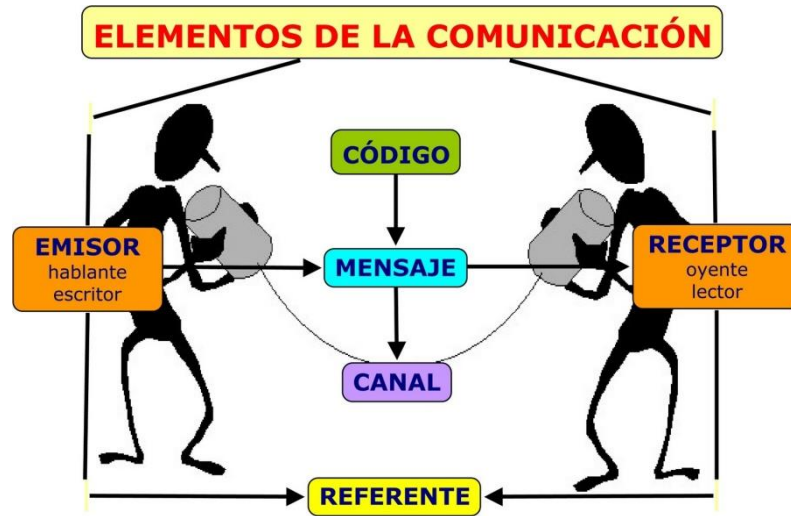 ELEMENTOS DE LA COMUNICACIÓN
CÓDIGO
EMISOR
hablante
escritor
MENSAJE
RECEPTOR
oyente
lector
CANAL
REFERENTE